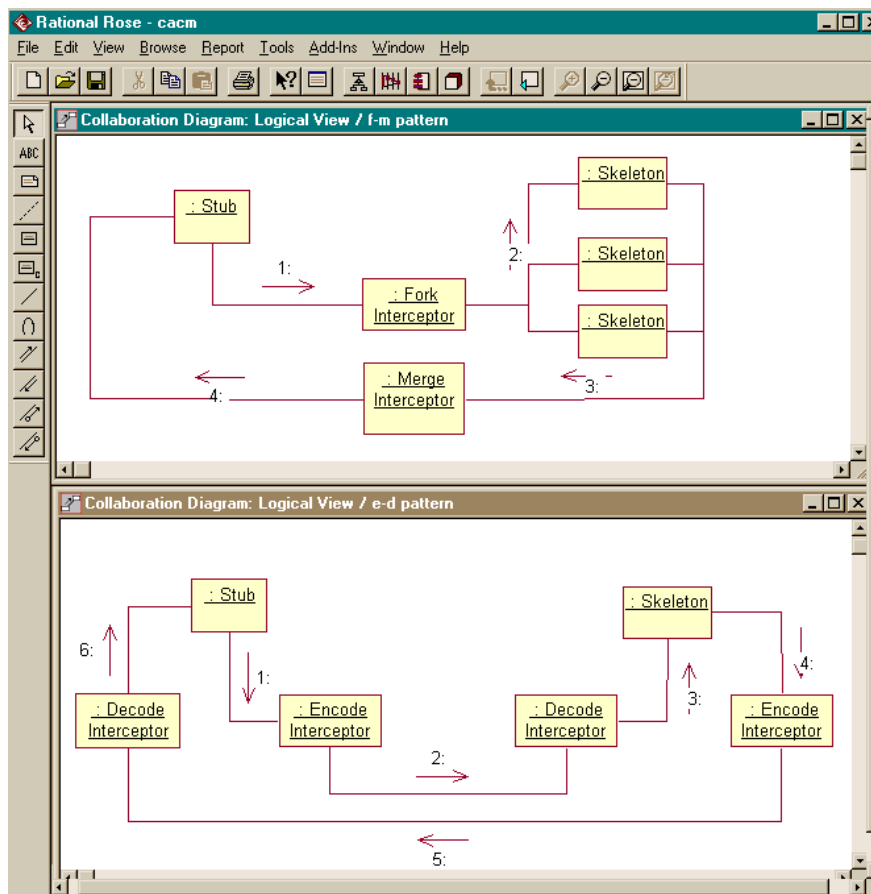 Rational Rose - cacm
File Edit View Browse Report Tools Add-Ins Window Help
Collaboration Diagram: Logical View / f-m pattern
ABC
: Stub
: Skeleton
: Skeleton
: Skeleton
1:
2:
: Fork
Interceptor
: Merge
Interceptor
3:
4:
Collaboration Diagram: Logical View / e-d pattern
: Stub
: Skeleton
6:
1:
3:
4:
: Decode
Interceptor
: Encode
Interceptor
: Decode
Interceptor
: Encode
Interceptor
2:
5: